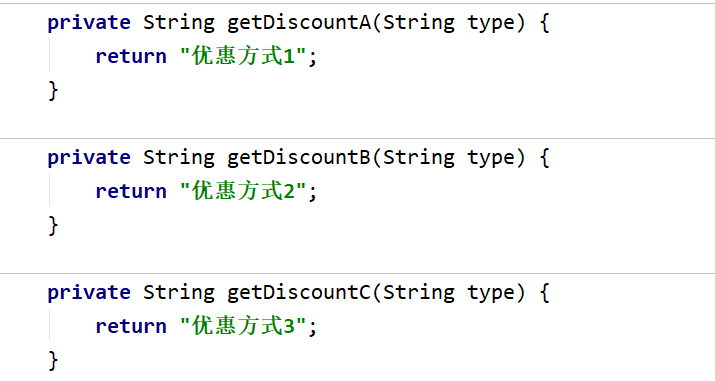 private String getDiscountA(String type) {
return "优惠方式1";
}
private String getDiscountB(String type) {
return "优惠方式2";
}
private String getDiscountC(String type) {
return "优惠方式3";
}